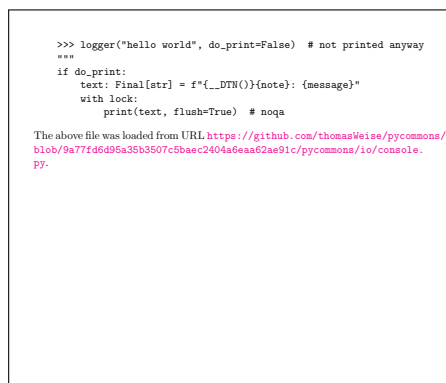 >>> logger("hello world", do_print=False)  # not printed anyway
"""
if do_print:
    text: Final[str] = f"{__DTN()}{note}: {message}"
    with lock:
        print(text, flush=True)  # noqa
The above file was loaded from URL https://github.com/thomasWeise/pycommons/
blob/9a77fd6d95a35b3507c5baec2404a6eaa62ae91c/pycommons/io/console.
py.